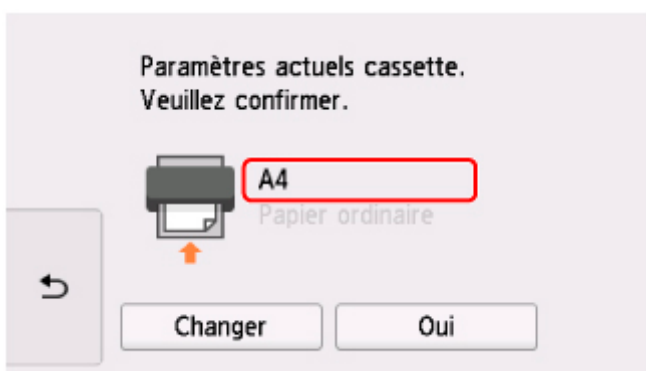 Paramètres actuels cassette.
Veuillez confirmer.
A4
Papier ordinaire
Changer
Oui